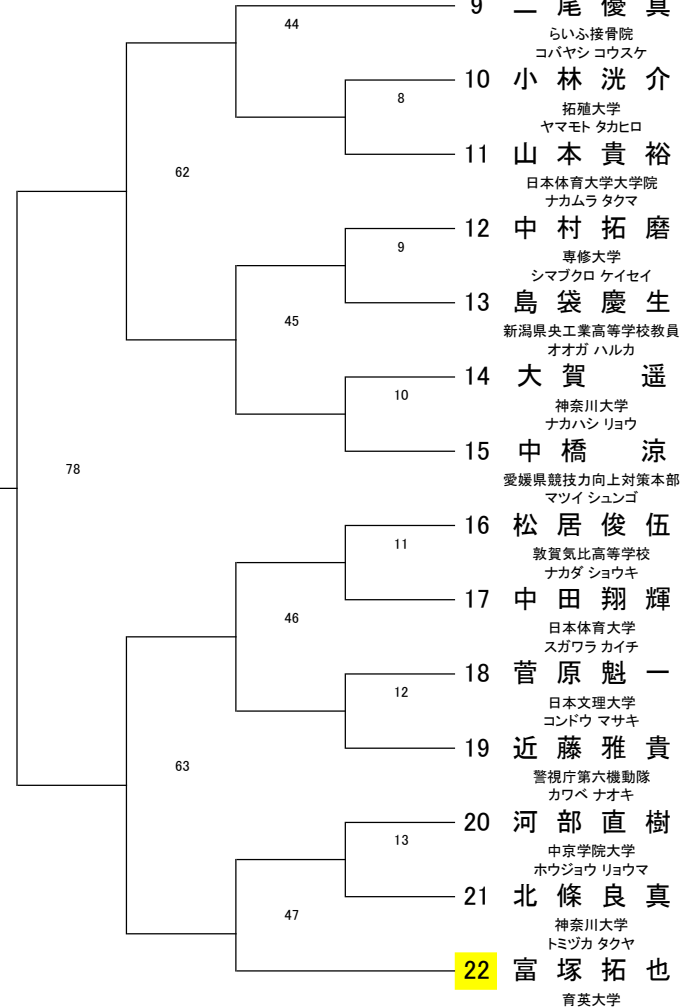 9 尾 優 真
44
らいふ接骨院
コバヤシ コウスケ
10 小 林 洸 介
8
拓殖大学
ヤマモト タカヒロ
11 山 本 貴 裕
62
日本体育大学大学院
ナカムラ タクマ
12 中 村 拓 磨
9
専修大学
シマブクロ ケイセイ
13 島 袋 慶 生
45
新潟県央工業高等学校教員
オオガ ハルカ
14 大 賀 遥
10
神奈川大学
ナカハシ リョウ
15 中 橋 涼
78
愛媛県競技力向上対策本部
マツイ シュンゴ
16 松 居 俊 伍
11
敦賀気比高等学校
ナカダ ショウキ
17 中 田 翔 輝
46
日本体育大学
スガワラ カイチ
18 菅 原 魁 一
12
日本文理大学
コンドウ マサキ
19 近 藤 雅 貴
63
警視庁第六機動隊
カワベ ナオキ
20 河 部 直 樹
13
中京学院大学
ホウジョウ リョウマ
21 北 條 良 真
47
神奈川大学
トミヅカ タクヤ
22 富 塚 拓 也
育英大学